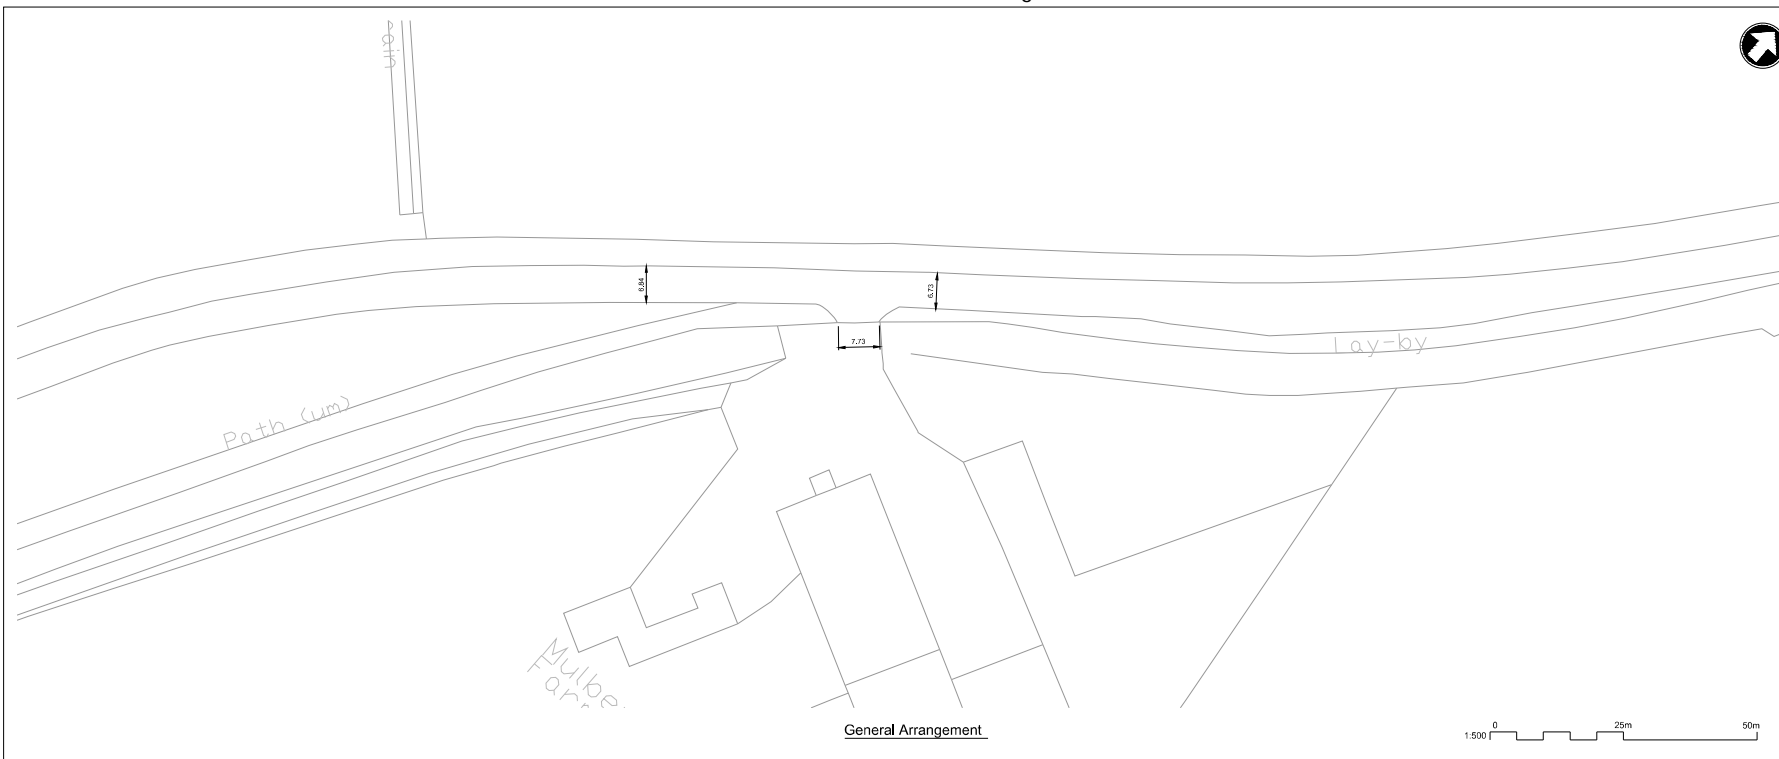 6.84
6.73
7.73
Lay-by
Path (um)
General Arrangement
0 25m 50m
1:500